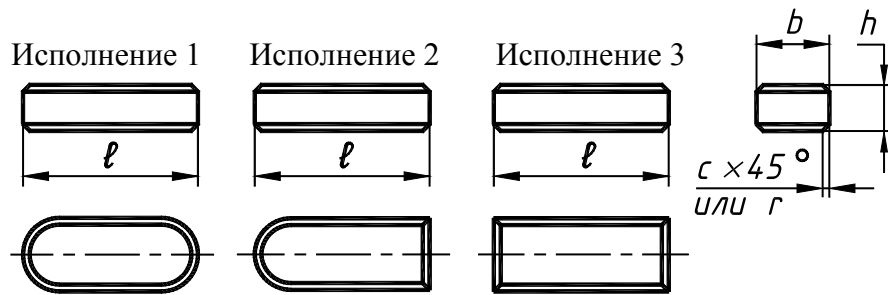 Исполнение 1 Исполнение 2 Исполнение 3 b h
ℓ ℓ ℓ
c × 45°
или r